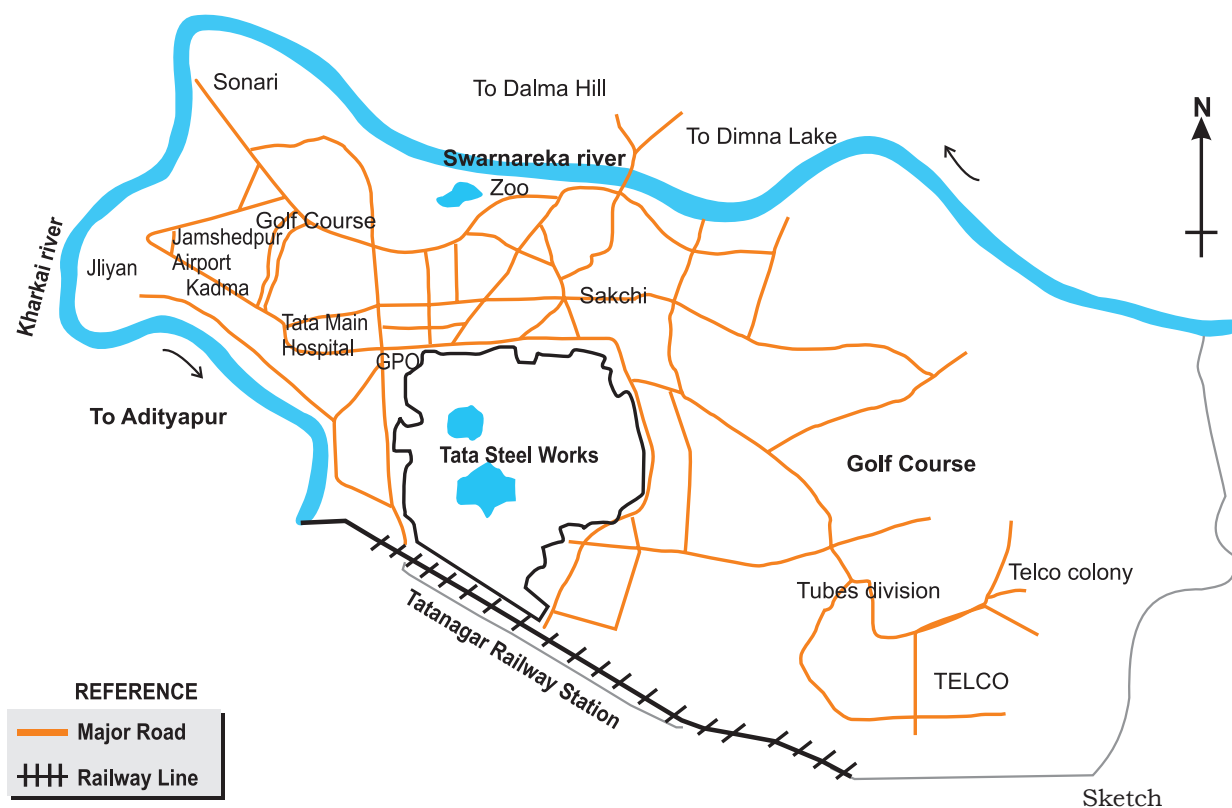 Sonari
To Dalma Hill
To Dimna Lake
N
Swarnareka river
Zoo
Golf Course
Jamshedpur
Airport
Kadma
Jliyan
Kharkai river
Sakchi
Tata Main
Hospital
GPO
To Adityapur
Tata Steel Works
Golf Course
Tubes division
Telco colony
TELCO
Tatanagar Railway Station
REFERENCE
Major Road
Railway Line
Sketch